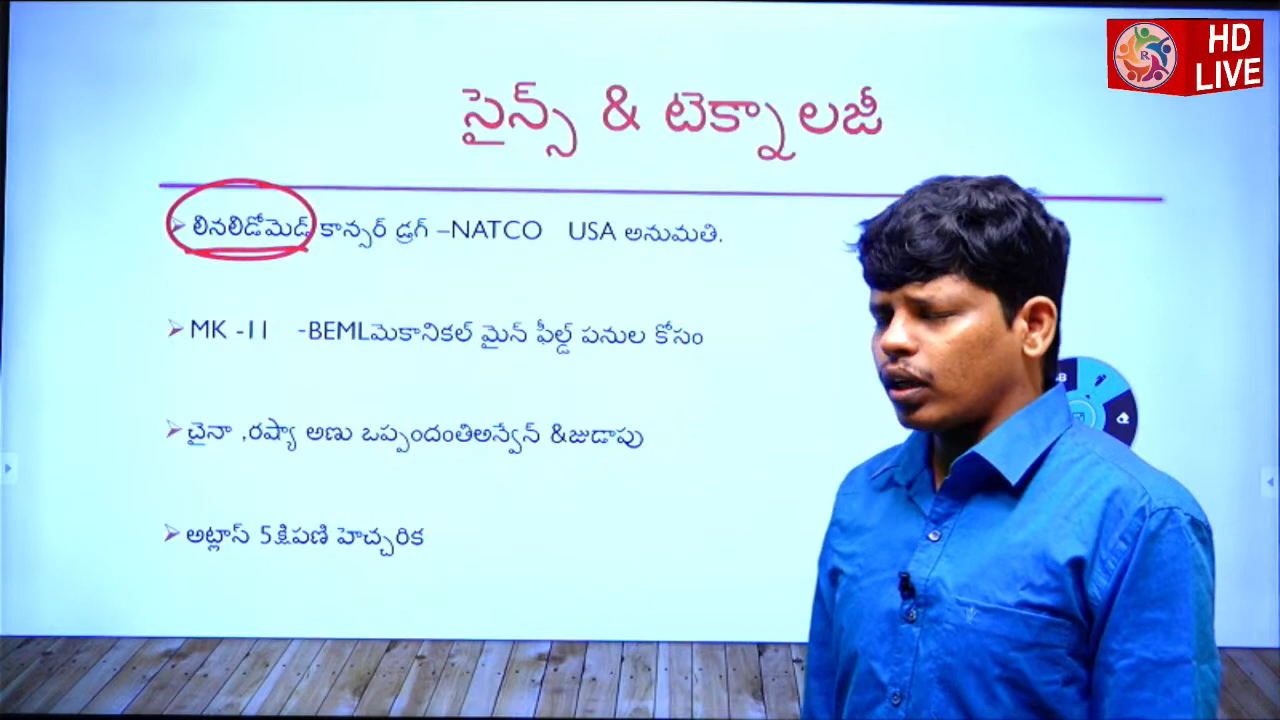 HD
LIVE
R
సైన్స్ & టెక్నాలజీ
లినలిడోమెడ్ కాన్సర్ డ్రగ్ –NATCO USA అనుమతి.
MK -11 -BEMLమెకానికల్ మైన్ ఫీల్డ్ పనుల కోసం
చైనా ,రష్యా అణు ఒప్పందంతిఅన్వేన్ &జుడాపు
అట్లాస్ 5క్షిపణి హెచ్చరిక